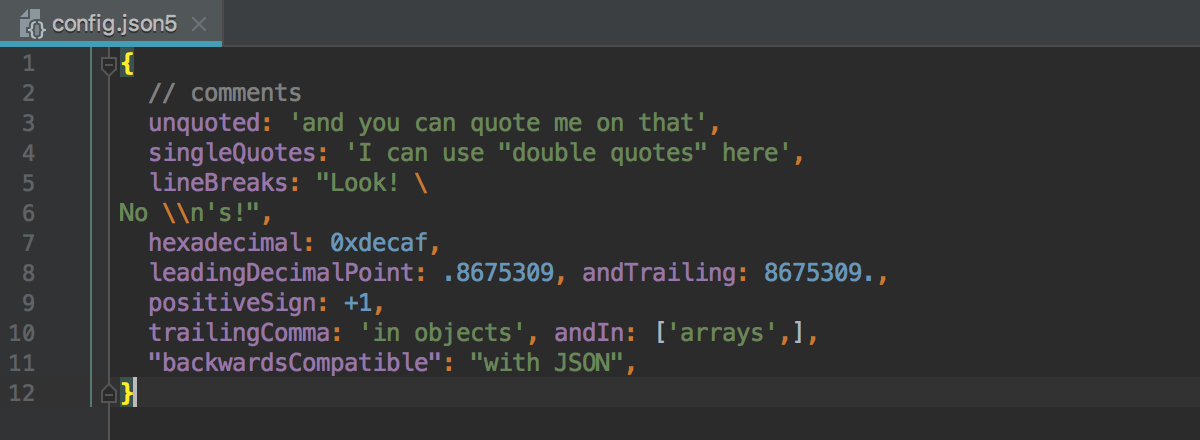 config.json5
1 {
2   // comments
3   unquoted: 'and you can quote me on that',
4   singleQuotes: 'I can use "double quotes" here',
5   lineBreaks: "Look! \
6 No \\n's!",
7   hexadecimal: 0xdecaf,
8   leadingDecimalPoint: .8675309, andTrailing: 8675309.,
9   positiveSign: +1,
10   trailingComma: 'in objects', andIn: ['arrays',],
11   "backwardsCompatible": "with JSON",
12 }